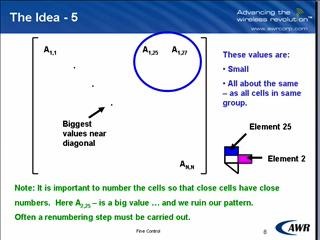 The Idea - 5
Advancing the
wireless revolution™
www.awrcorp.com
A1,1
A1,25 A1,27
These values are:
• Small
• All about the same
– as all cells in same
group.
Biggest
values near
diagonal
Element 25
Element 2
AN,N
Note: It is important to number the cells so that close cells have close
numbers. Here A2,25 – is a big value … and we ruin our pattern.
Often a renumbering step must be carried out.
Fine Control
8
AWR